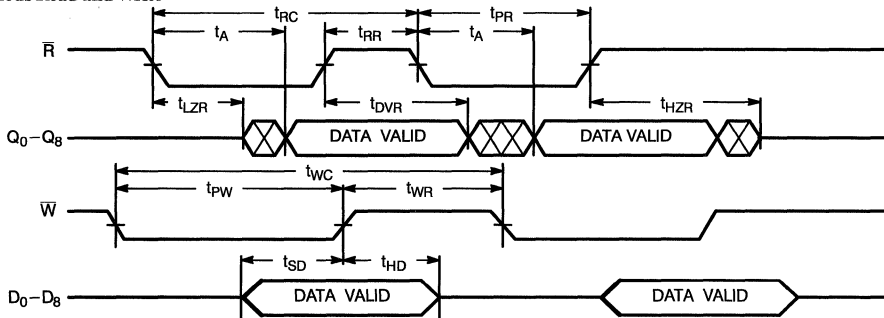 tRC
tPR
tA
tRR
tA
R̅
tLZR
tDVR
tHZR
Q0–Q8
DATA VALID
DATA VALID
tWC
tPW
tWR
W̅
tSD
tHD
D0–D8
DATA VALID
DATA VALID